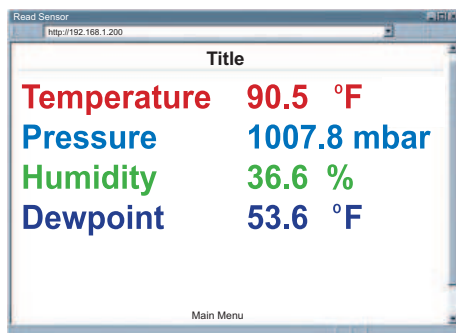 Read Sensor
http://192.168.1.200
Title
Temperature 90.5 °F
Pressure 1007.8 mbar
Humidity 36.6 %
Dewpoint 53.6 °F
Main Menu